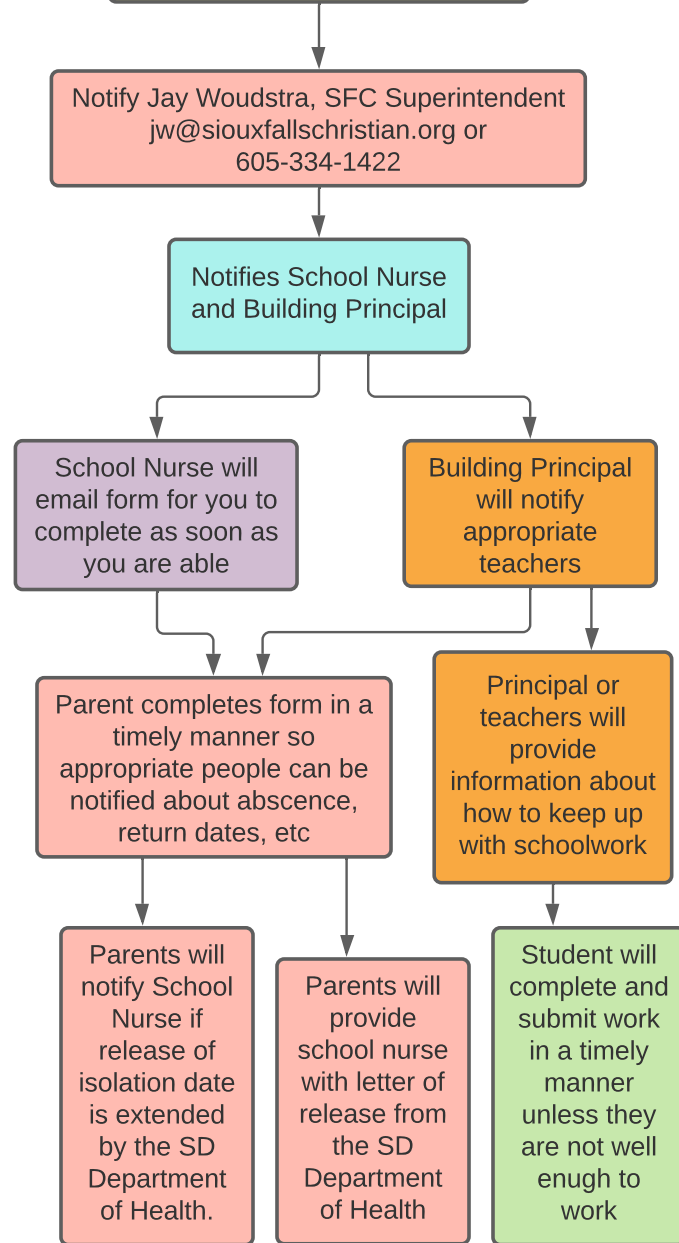 Notify Jay Woudstra, SFC Superintendent
jw@siouxfallschristian.org or
605-334-1422
Notifies School Nurse
and Building Principal
School Nurse will
email form for you to
complete as soon as
you are able
Building Principal
will notify
appropriate
teachers
Parent completes form in a
timely manner so
appropriate people can be
notified about abscence,
return dates, etc
Principal or
teachers will
provide
information about
how to keep up
with schoolwork
Parents will
notify School
Nurse if
release of
isolation date
is extended
by the SD
Department
of Health.
Parents will
provide
school nurse
with letter of
release from
the SD
Department
of Health
Student will
complete and
submit work
in a timely
manner
unless they
are not well
enugh to
work